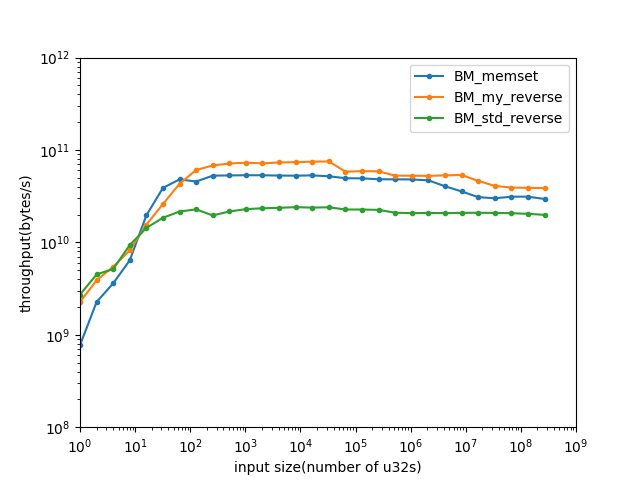 10^12
10^11
10^10
10^9
10^8
throughput(bytes/s)
BM_memset
BM_my_reverse
BM_std_reverse
10^0 10^1 10^2 10^3 10^4 10^5 10^6 10^7 10^8 10^9
input size(number of u32s)